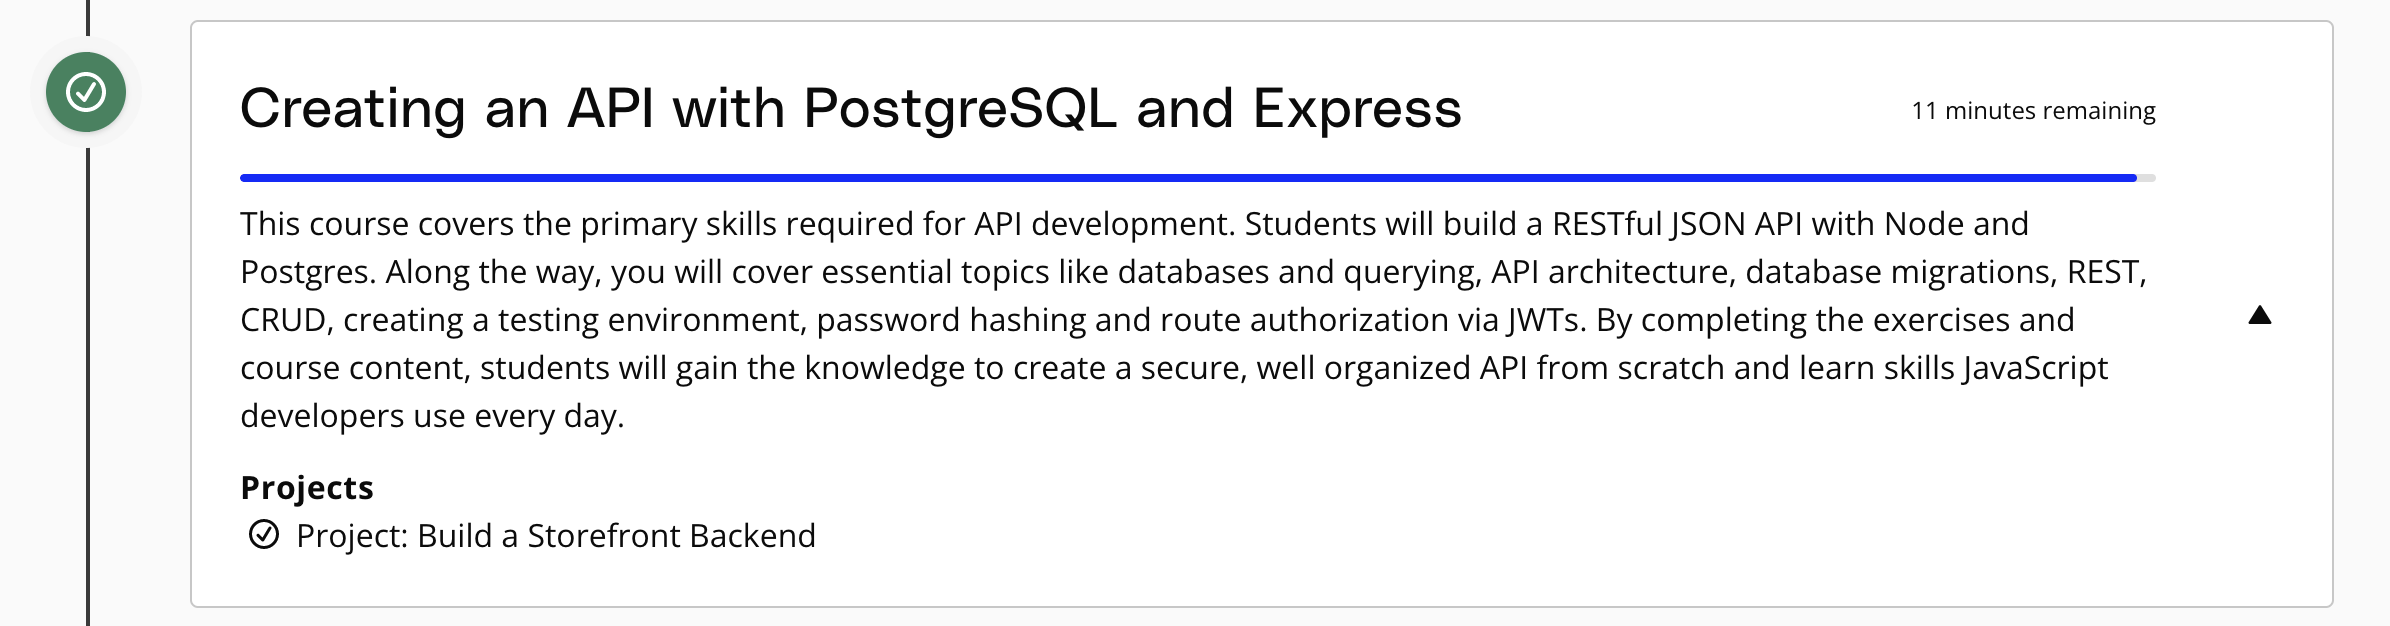 Creating an API with PostgreSQL and Express
11 minutes remaining
This course covers the primary skills required for API development. Students will build a RESTful JSON API with Node and
Postgres. Along the way, you will cover essential topics like databases and querying, API architecture, database migrations, REST,
CRUD, creating a testing environment, password hashing and route authorization via JWTs. By completing the exercises and
course content, students will gain the knowledge to create a secure, well organized API from scratch and learn skills JavaScript
developers use every day.
Projects
Project: Build a Storefront Backend